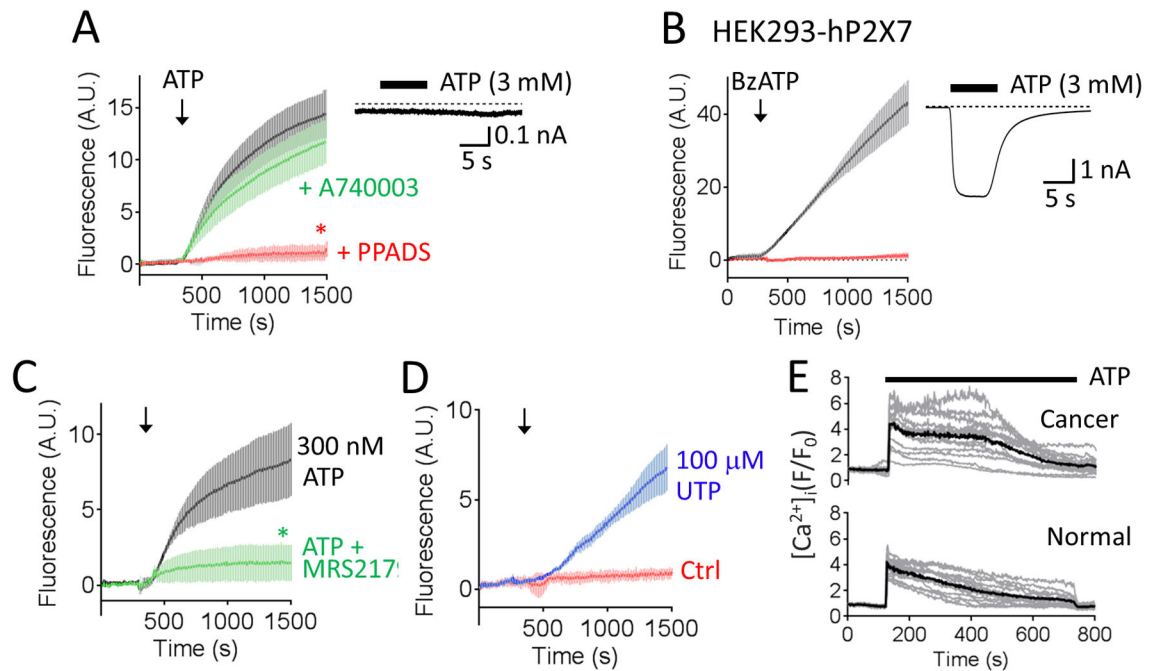 A
ATP
Fluorescence (A.U.)
15
10
5
0
+ A740003
*
+ PPADS
500 1000 1500
Time (s)
ATP (3 mM)
0.1 nA
5 s
B HEK293-hP2X7
BzATP
Fluorescence (A.U.)
40
20
0
0 500 1000 1500
Time (s)
ATP (3 mM)
1 nA
5 s
C
Fluorescence (A.U.)
10
5
0
300 nM
ATP
*
ATP +
MRS2179
500 1000 1500
Time (s)
D
Fluorescence (A.U.)
10
5
0
100 μM
UTP
Ctrl
500 1000 1500
Time (s)
E
ATP
[Ca²⁺]ᵢ(F/F₀)
8
6
4
2
0
Cancer
8
6
4
2
0
Normal
0 200 400 600 800
Time (s)